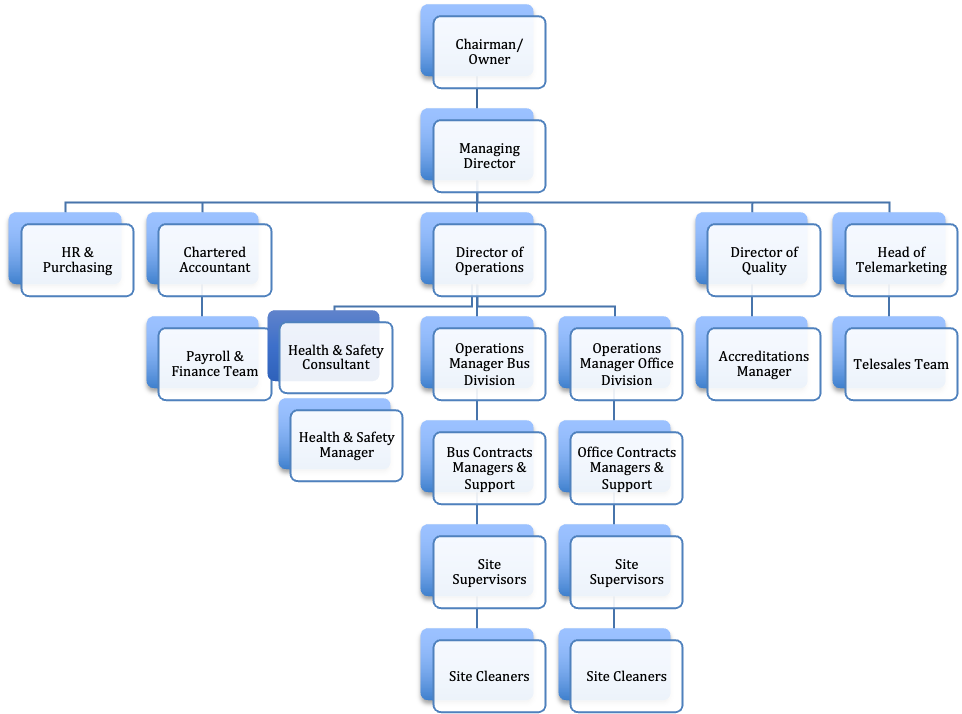 Chairman/
Owner
Managing
Director
HR &
Purchasing
Chartered
Accountant
Director of
Operations
Director of
Quality
Head of
Telemarketing
Payroll &
Finance Team
Health & Safety
Consultant
Operations
Manager Bus
Division
Operations
Manager Office
Division
Accreditations
Manager
Telesales Team
Health & Safety
Manager
Bus Contracts
Managers &
Support
Office Contracts
Managers &
Support
Site
Supervisors
Site
Supervisors
Site Cleaners
Site Cleaners